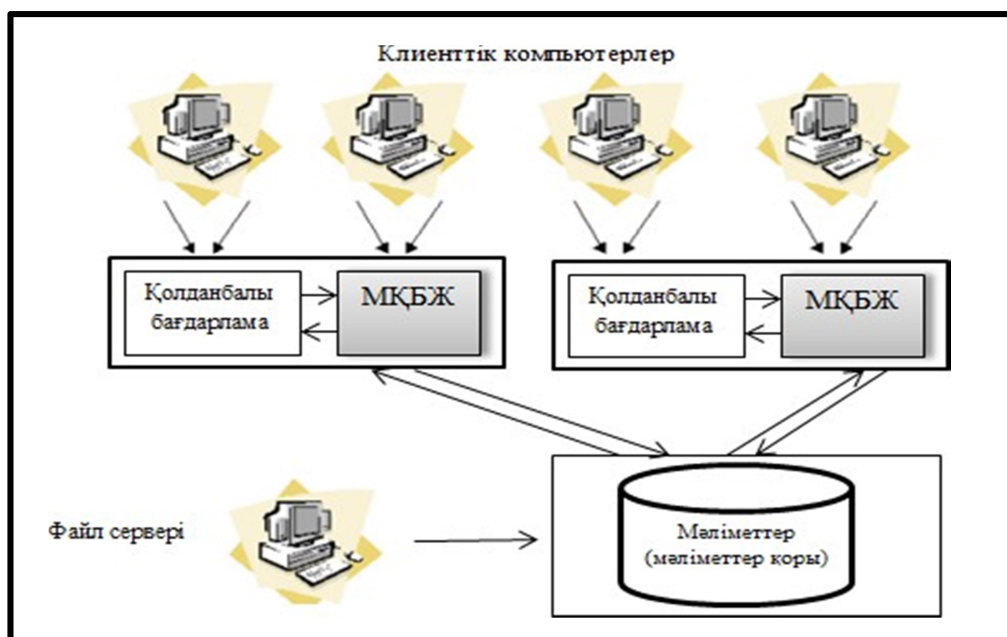 Клиенттік компьютерлер
Қолданбалы
бағдарлама
МҚБЖ
Қолданбалы
бағдарлама
МҚБЖ
Файл сервері
Мәліметтер
(мәліметтер қоры)